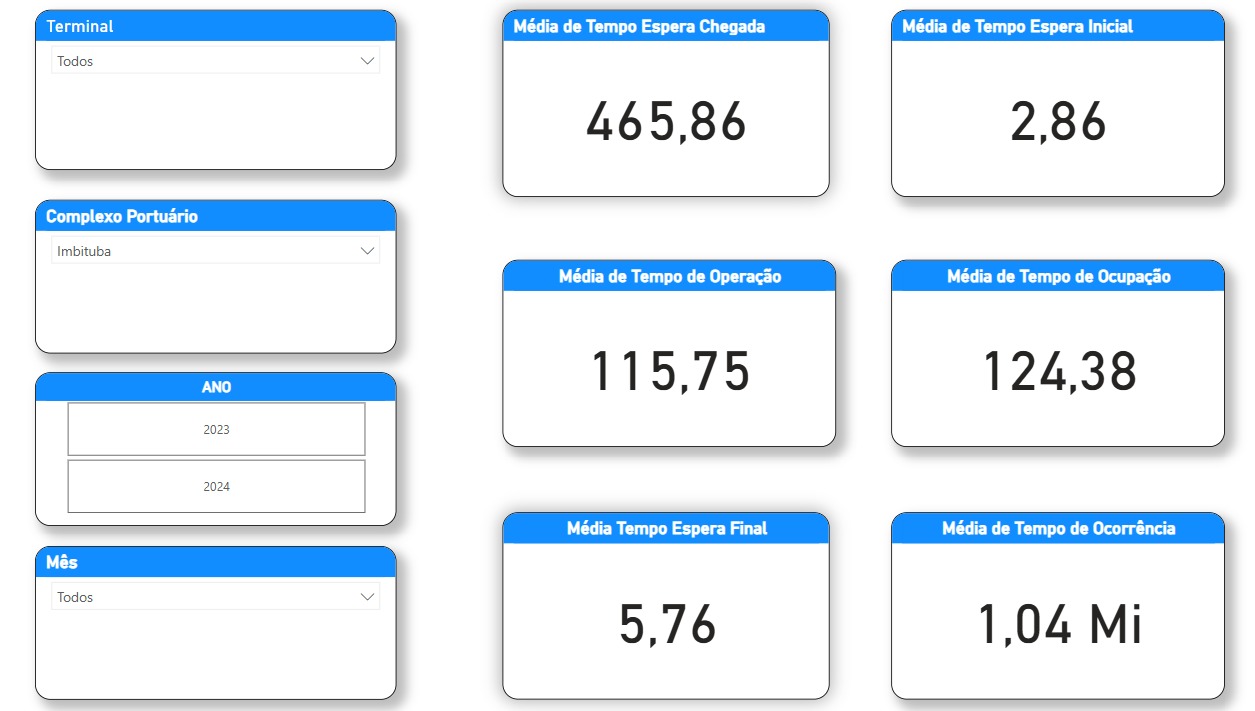 Terminal
Todos
Complexo Portuário
Imbituba
ANO
2023
2024
Mês
Todos
Média de Tempo Espera Chegada
465,86
Média de Tempo Espera Inicial
2,86
Média de Tempo de Operação
115,75
Média de Tempo de Ocupação
124,38
Média Tempo Espera Final
5,76
Média de Tempo de Ocorrência
1,04 Mi